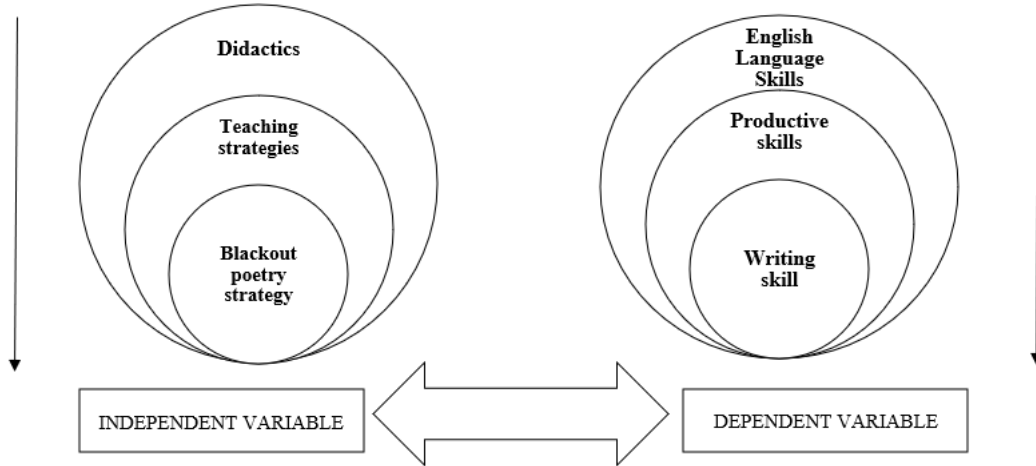 Didactics
Teaching
strategies
Blackout
poetry
strategy
English
Language
Skills
Productive
skills
Writing
skill
INDEPENDENT VARIABLE
DEPENDENT VARIABLE